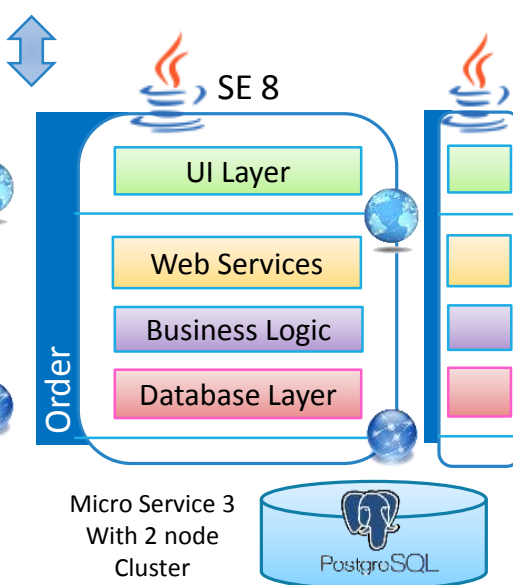 SE 8
UI Layer
Web Services
Business Logic
Database Layer
Order
Micro Service 3
With 2 node
Cluster
PostgreSQL